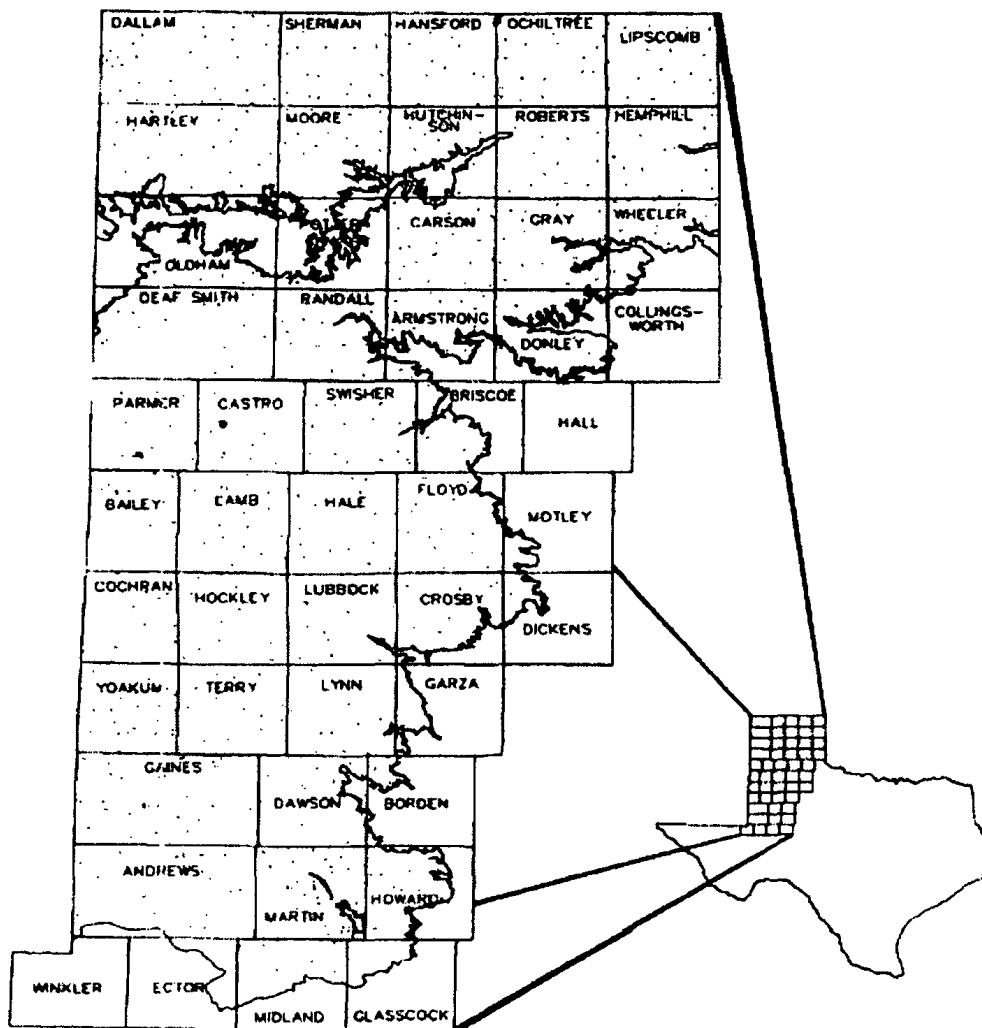 DALLAM
SHERMAN
HANSFORD
OCHILTREE
LIPSCOMB
HARTLEY
MOORE
HUTCHIN-
SON
ROBERTS
HEMPHILL
OLDHAM
CARSON
GRAY
WHEELER
DEAF SMITH
RANDALL
ARMSTRONG
DONLEY
COLLINGS-
WORTH
PARMER
CASTRO
SWISHER
BRISCOE
HALL
BAILEY
LAMB
HALE
FLOYD
MOTLEY
COCHRAN
HOCKLEY
LUBBOCK
CROSBY
DICKENS
YOAKUM
TERRY
LYNN
GARZA
GAINES
DAWSON
BORDEN
ANDREWS
MARTIN
HOWARD
WINKLER
ECTOR
MIDLAND
GLASSCOCK